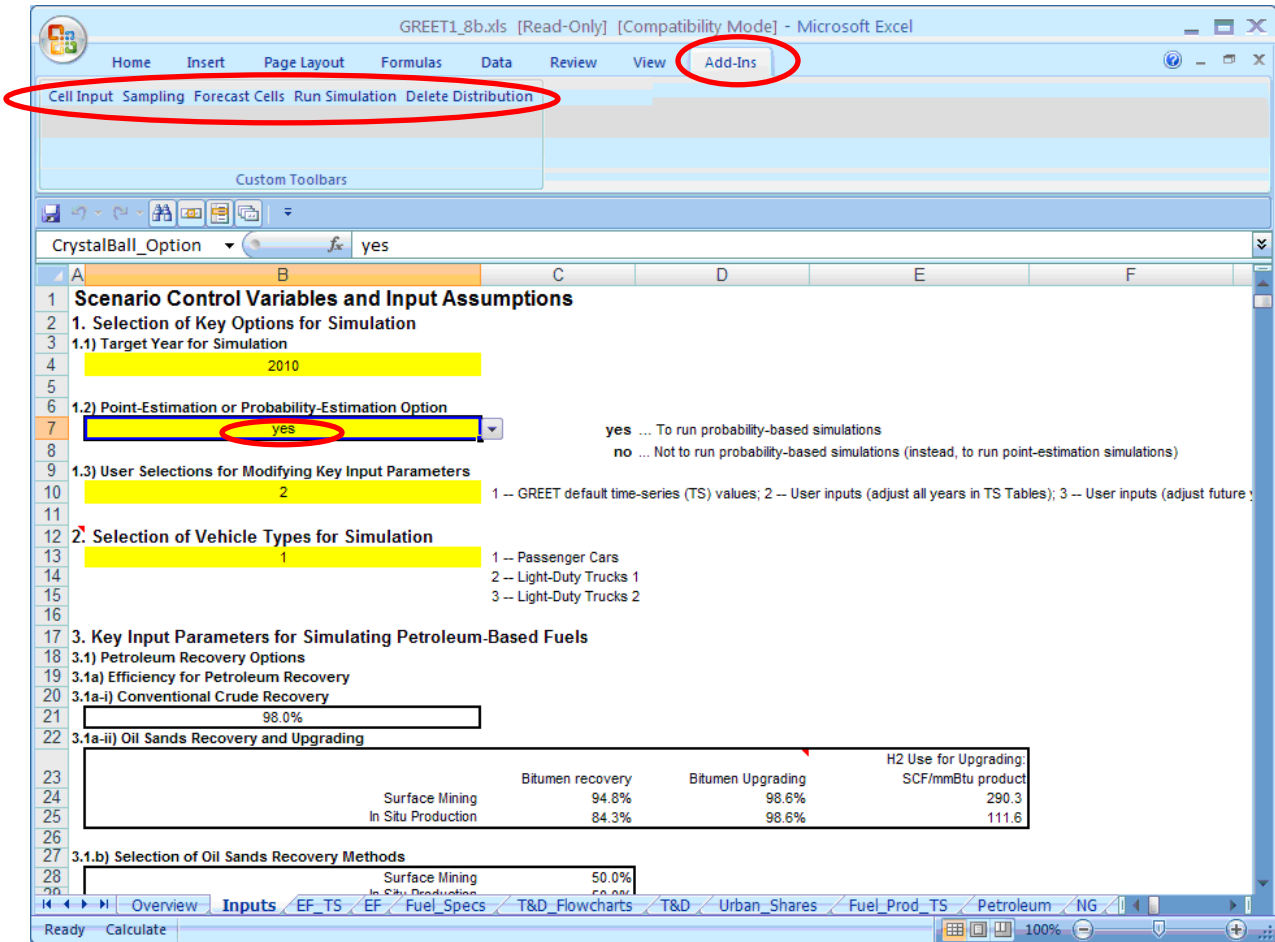 GREET1_8b.xls [Read-Only] [Compatibility Mode] - Microsoft Excel
Home Insert Page Layout Formulas Data Review View Add-Ins
Cell Input Sampling Forecast Cells Run Simulation Delete Distribution
Custom Toolbars
CrystalBall_Option fx yes
A B C D E F
1 Scenario Control Variables and Input Assumptions
2 1. Selection of Key Options for Simulation
3 1.1) Target Year for Simulation
4 2010
5
6 1.2) Point-Estimation or Probability-Estimation Option
7 yes yes ... To run probability-based simulations
8 no ... Not to run probability-based simulations (instead, to run point-estimation simulations)
9 1.3) User Selections for Modifying Key Input Parameters
10 2 1 -- GREET default time-series (TS) values; 2 -- User inputs (adjust all years in TS Tables); 3 -- User inputs (adjust future
11
12 2. Selection of Vehicle Types for Simulation
13 1 1 -- Passenger Cars
14 2 -- Light-Duty Trucks 1
15 3 -- Light-Duty Trucks 2
16
17 3. Key Input Parameters for Simulating Petroleum-Based Fuels
18 3.1) Petroleum Recovery Options
19 3.1a) Efficiency for Petroleum Recovery
20 3.1a-i) Conventional Crude Recovery
21 98.0%
22 3.1a-ii) Oil Sands Recovery and Upgrading
H2 Use for Upgrading:
23 Bitumen recovery Bitumen Upgrading SCF/mmBtu product
24 Surface Mining 94.8% 98.6% 290.3
25 In Situ Production 84.3% 98.6% 111.6
26
27 3.1.b) Selection of Oil Sands Recovery Methods
28 Surface Mining 50.0%
29 In Situ Production 50.0%
Overview Inputs EF_TS EF Fuel_Specs T&D_Flowcharts T&D Urban_Shares Fuel_Prod_TS Petroleum NG
Ready Calculate 100%